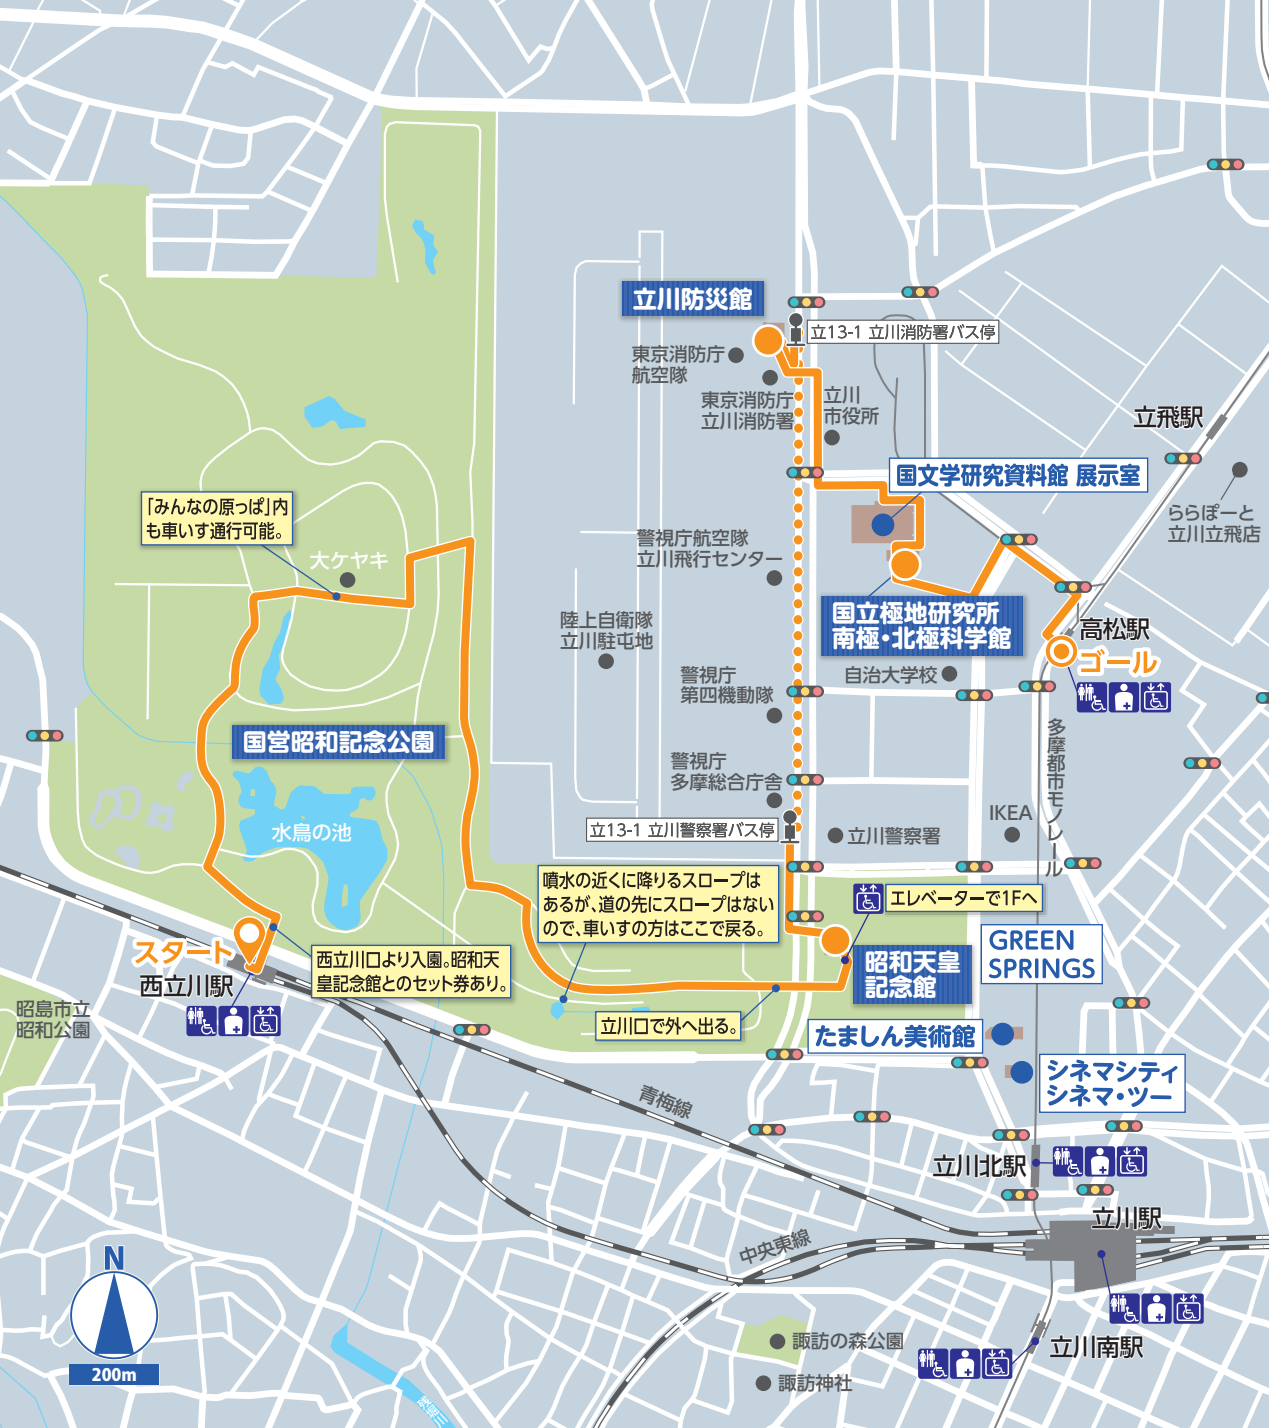 立川防災館
立13-1 立川消防署バス停
東京消防庁
航空隊
東京消防庁
立川消防署
立川
市役所
立飛駅
国文学研究資料館 展示室
ららぽーと
立川立飛店
「みんなの原っぱ」内
も車いす通行可能。
大ケヤキ
警視庁航空隊
立川飛行センター
陸上自衛隊
立川駐屯地
国立極地研究所
南極・北極科学館
高松駅
ゴール
自治大学校
警視庁
第四機動隊
国営昭和記念公園
多摩都市モノレール
警視庁
多摩総合庁舎
IKEA
水鳥の池
立13-1 立川警察署バス停
立川警察署
噴水の近くに降りるスロープは
あるが、道の先にスロープはない
ので、車いすの方はここで戻る。
エレベーターで1Fへ
スタート
西立川駅
西立川口より入園。昭和天
皇記念館とのセット券あり。
昭和天皇
記念館
GREEN
SPRINGS
昭島市立
昭和公園
立川口で外へ出る。
たましん美術館
シネマシティ
シネマ・ツー
青梅線
立川北駅
立川駅
中央東線
N
200m
諏訪の森公園
立川南駅
諏訪神社